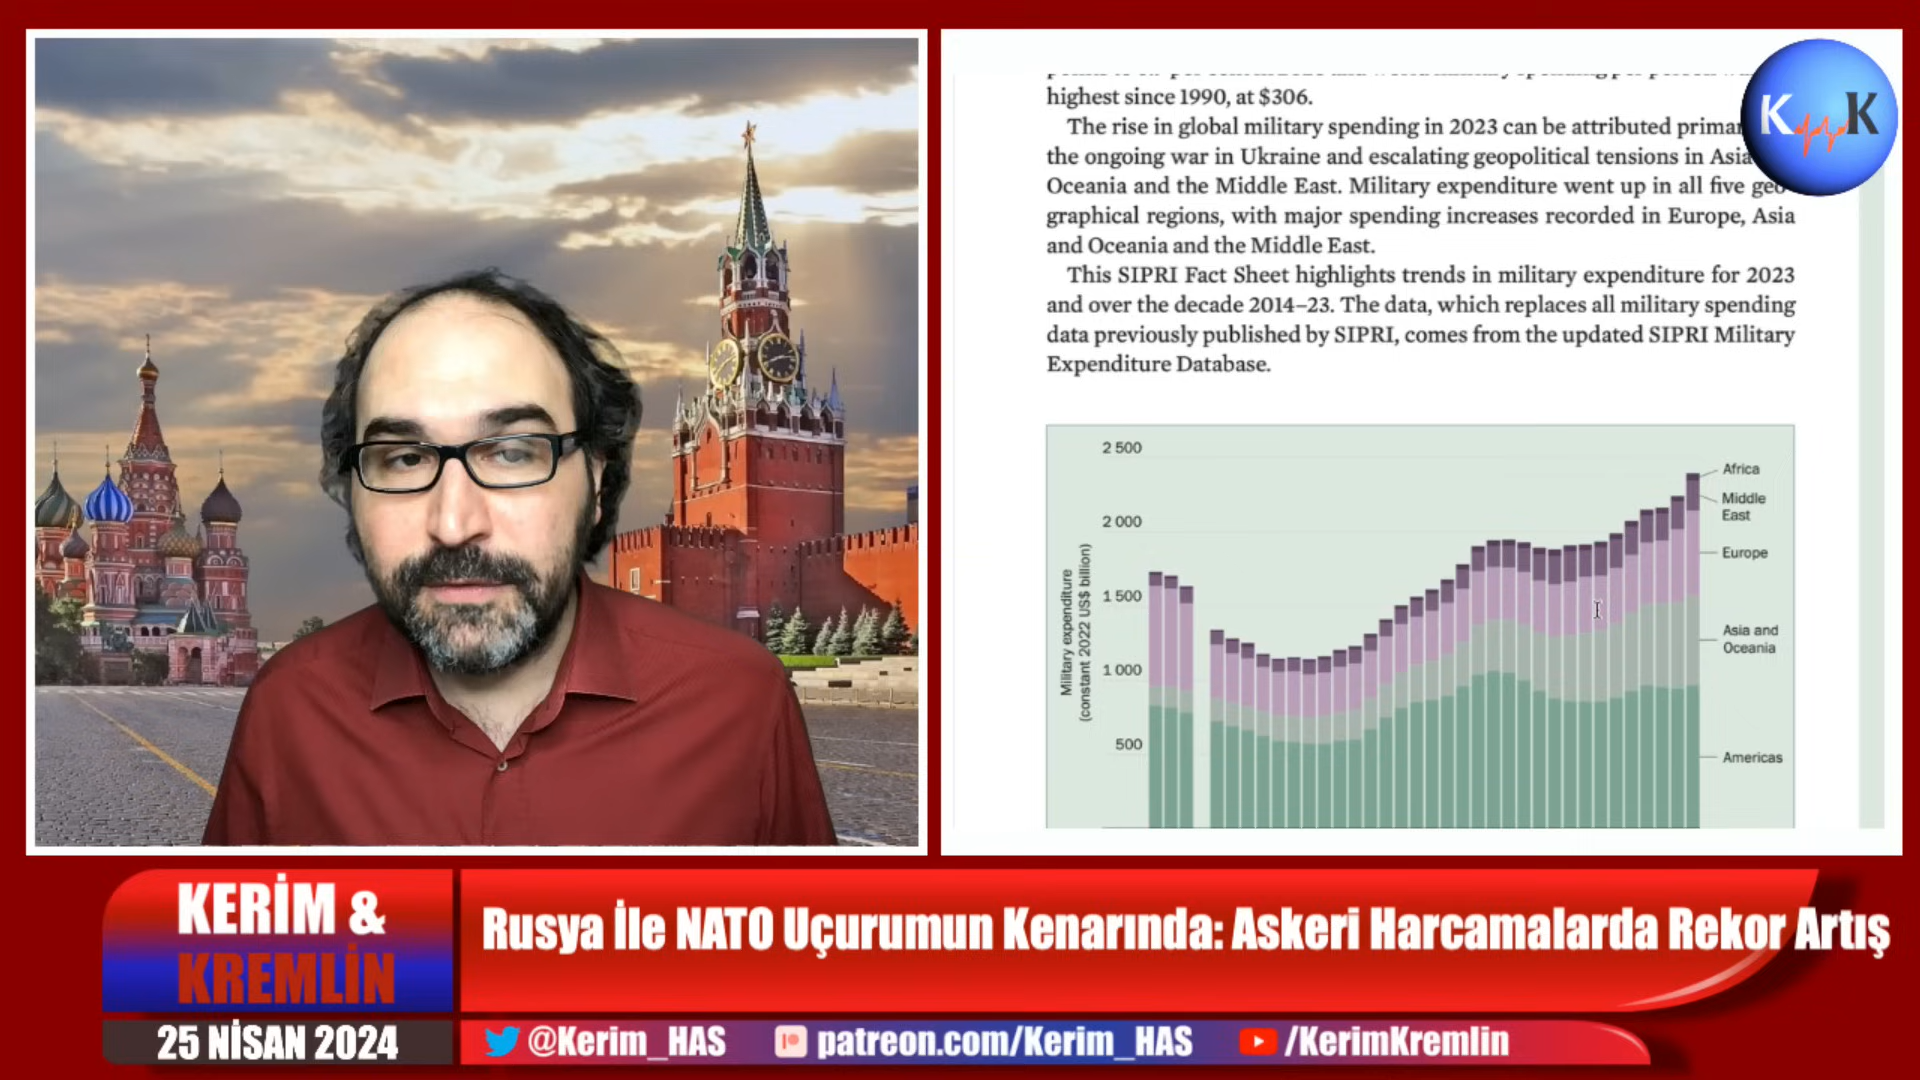 highest since 1990, at $306.
The rise in global military spending in 2023 can be attributed
the ongoing war in Ukraine and escalating geopolitical tensions in Asia
Oceania and the Middle East. Military expenditure went up in all five geo-
graphical regions, with major spending increases recorded in Europe, Asia
and Oceania and the Middle East.
This SIPRI Fact Sheet highlights trends in military expenditure for 2023
and over the decade 2014–23. The data, which replaces all military spending
data previously published by SIPRI, comes from the updated SIPRI Military
Expenditure Database.
K K
2 500
2 000
1 500
1 000
500
Military expenditure
(constant 2022 US$ billion)
Africa
Middle
East
Europe
Asia and
Oceania
Americas
KERİM &
KREMLİN
25 NİSAN 2024
Rusya İle NATO Uçurumun Kenarında: Askeri Harcamalarda Rekor Artış
@Kerim_HAS patreon.com/Kerim_HAS /KerimKremlin